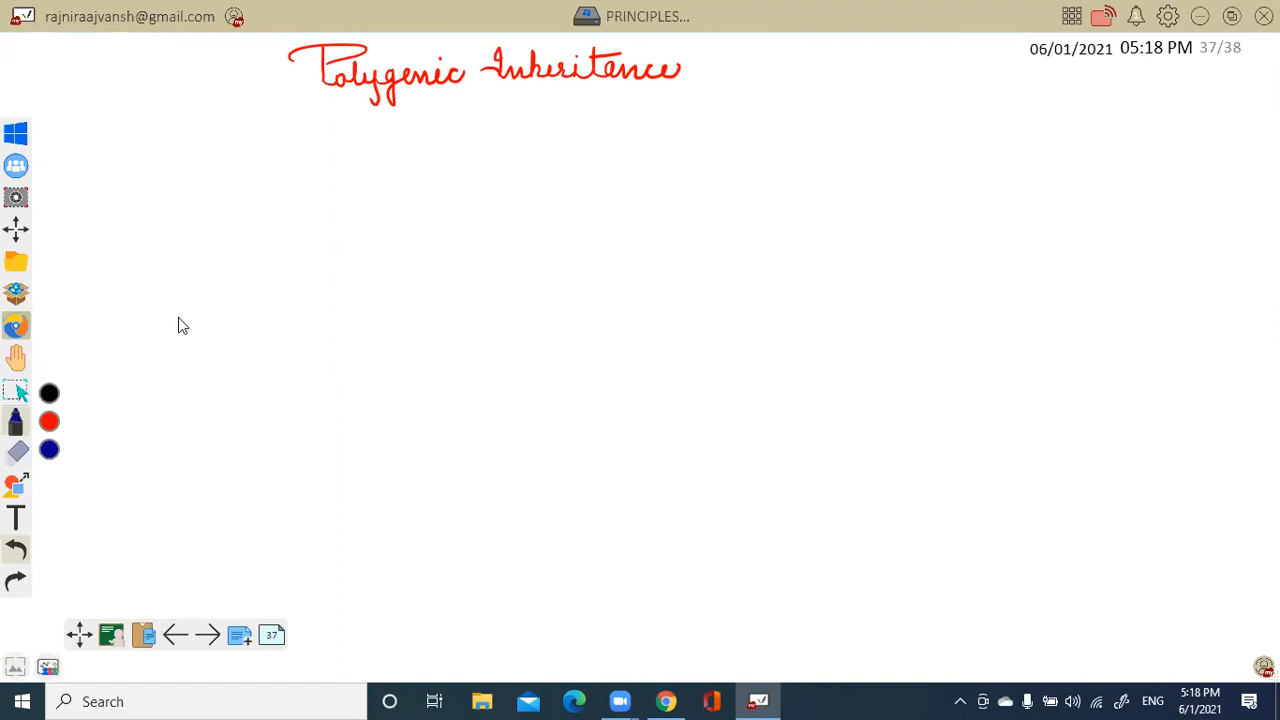 rajniraajvansh@gmail.com
PRINCIPLES...
06/01/2021 05:18 PM 37/38
Polygenic Inheritance
T
37
Search
ENG
5:18 PM
6/1/2021